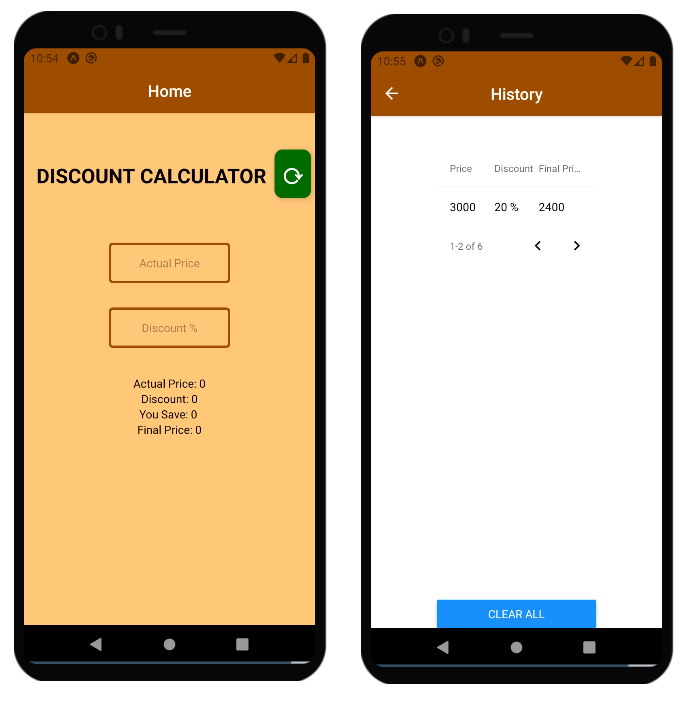 10:54
Home
DISCOUNT CALCULATOR
Actual Price
Discount %
Actual Price: 0
Discount: 0
You Save: 0
Final Price: 0
10:55
History
Price Discount Final Pri...
3000 20 % 2400
1-2 of 6
CLEAR ALL